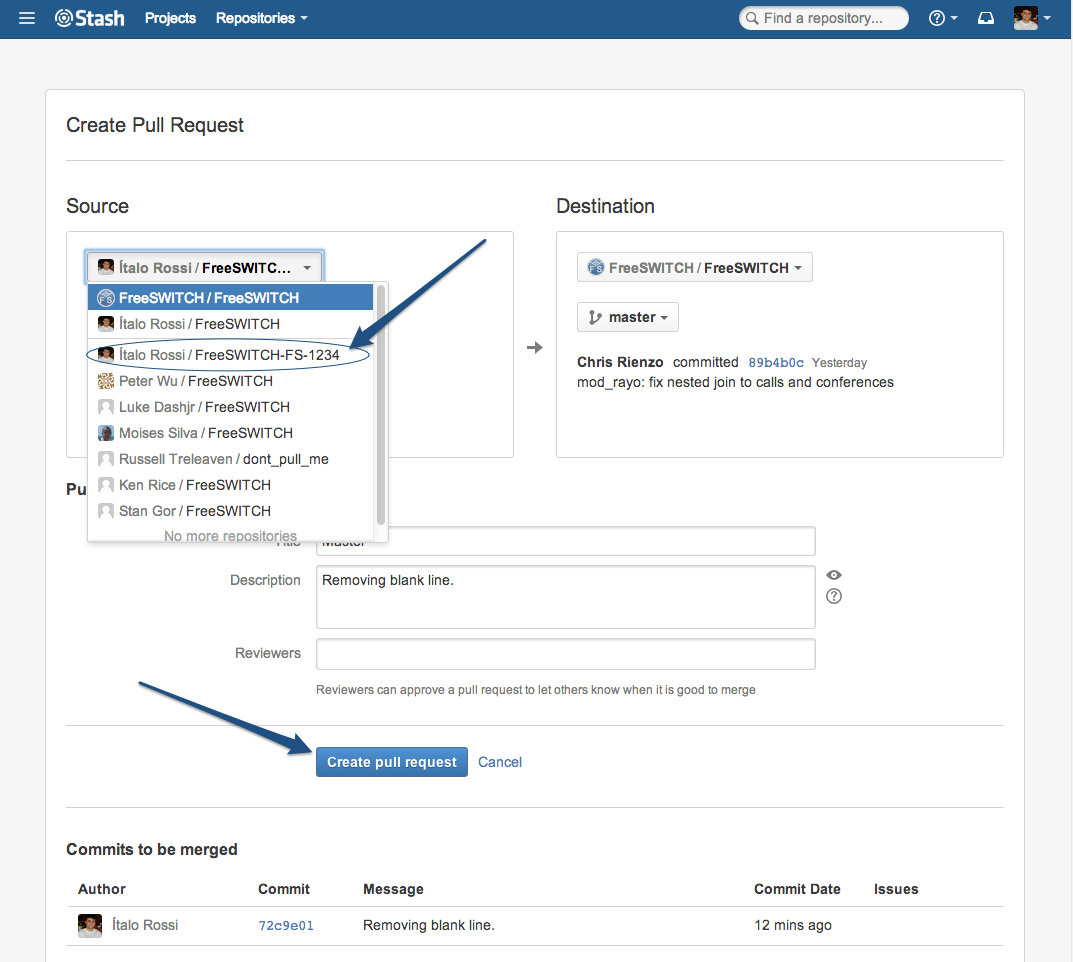 Stash Projects Repositories Find a repository...
Create Pull Request
Source
Destination
Ítalo Rossi / FreeSWITC...
FreeSWITCH / FreeSWITCH
FreeSWITCH / FreeSWITCH
Ítalo Rossi / FreeSWITCH
Ítalo Rossi / FreeSWITCH-FS-1234
Peter Wu / FreeSWITCH
Luke Dashjr / FreeSWITCH
Moises Silva / FreeSWITCH
Russell Treleaven / dont_pull_me
Ken Rice / FreeSWITCH
Stan Gor / FreeSWITCH
No more repositories
master
Chris Rienzo committed 89b4b0c Yesterday
mod_rayo: fix nested join to calls and conferences
Pu
Title Master
Description Removing blank line.
Reviewers
Reviewers can approve a pull request to let others know when it is good to merge
Create pull request Cancel
Commits to be merged
Author Commit Message Commit Date Issues
Ítalo Rossi 72c9e01 Removing blank line. 12 mins ago